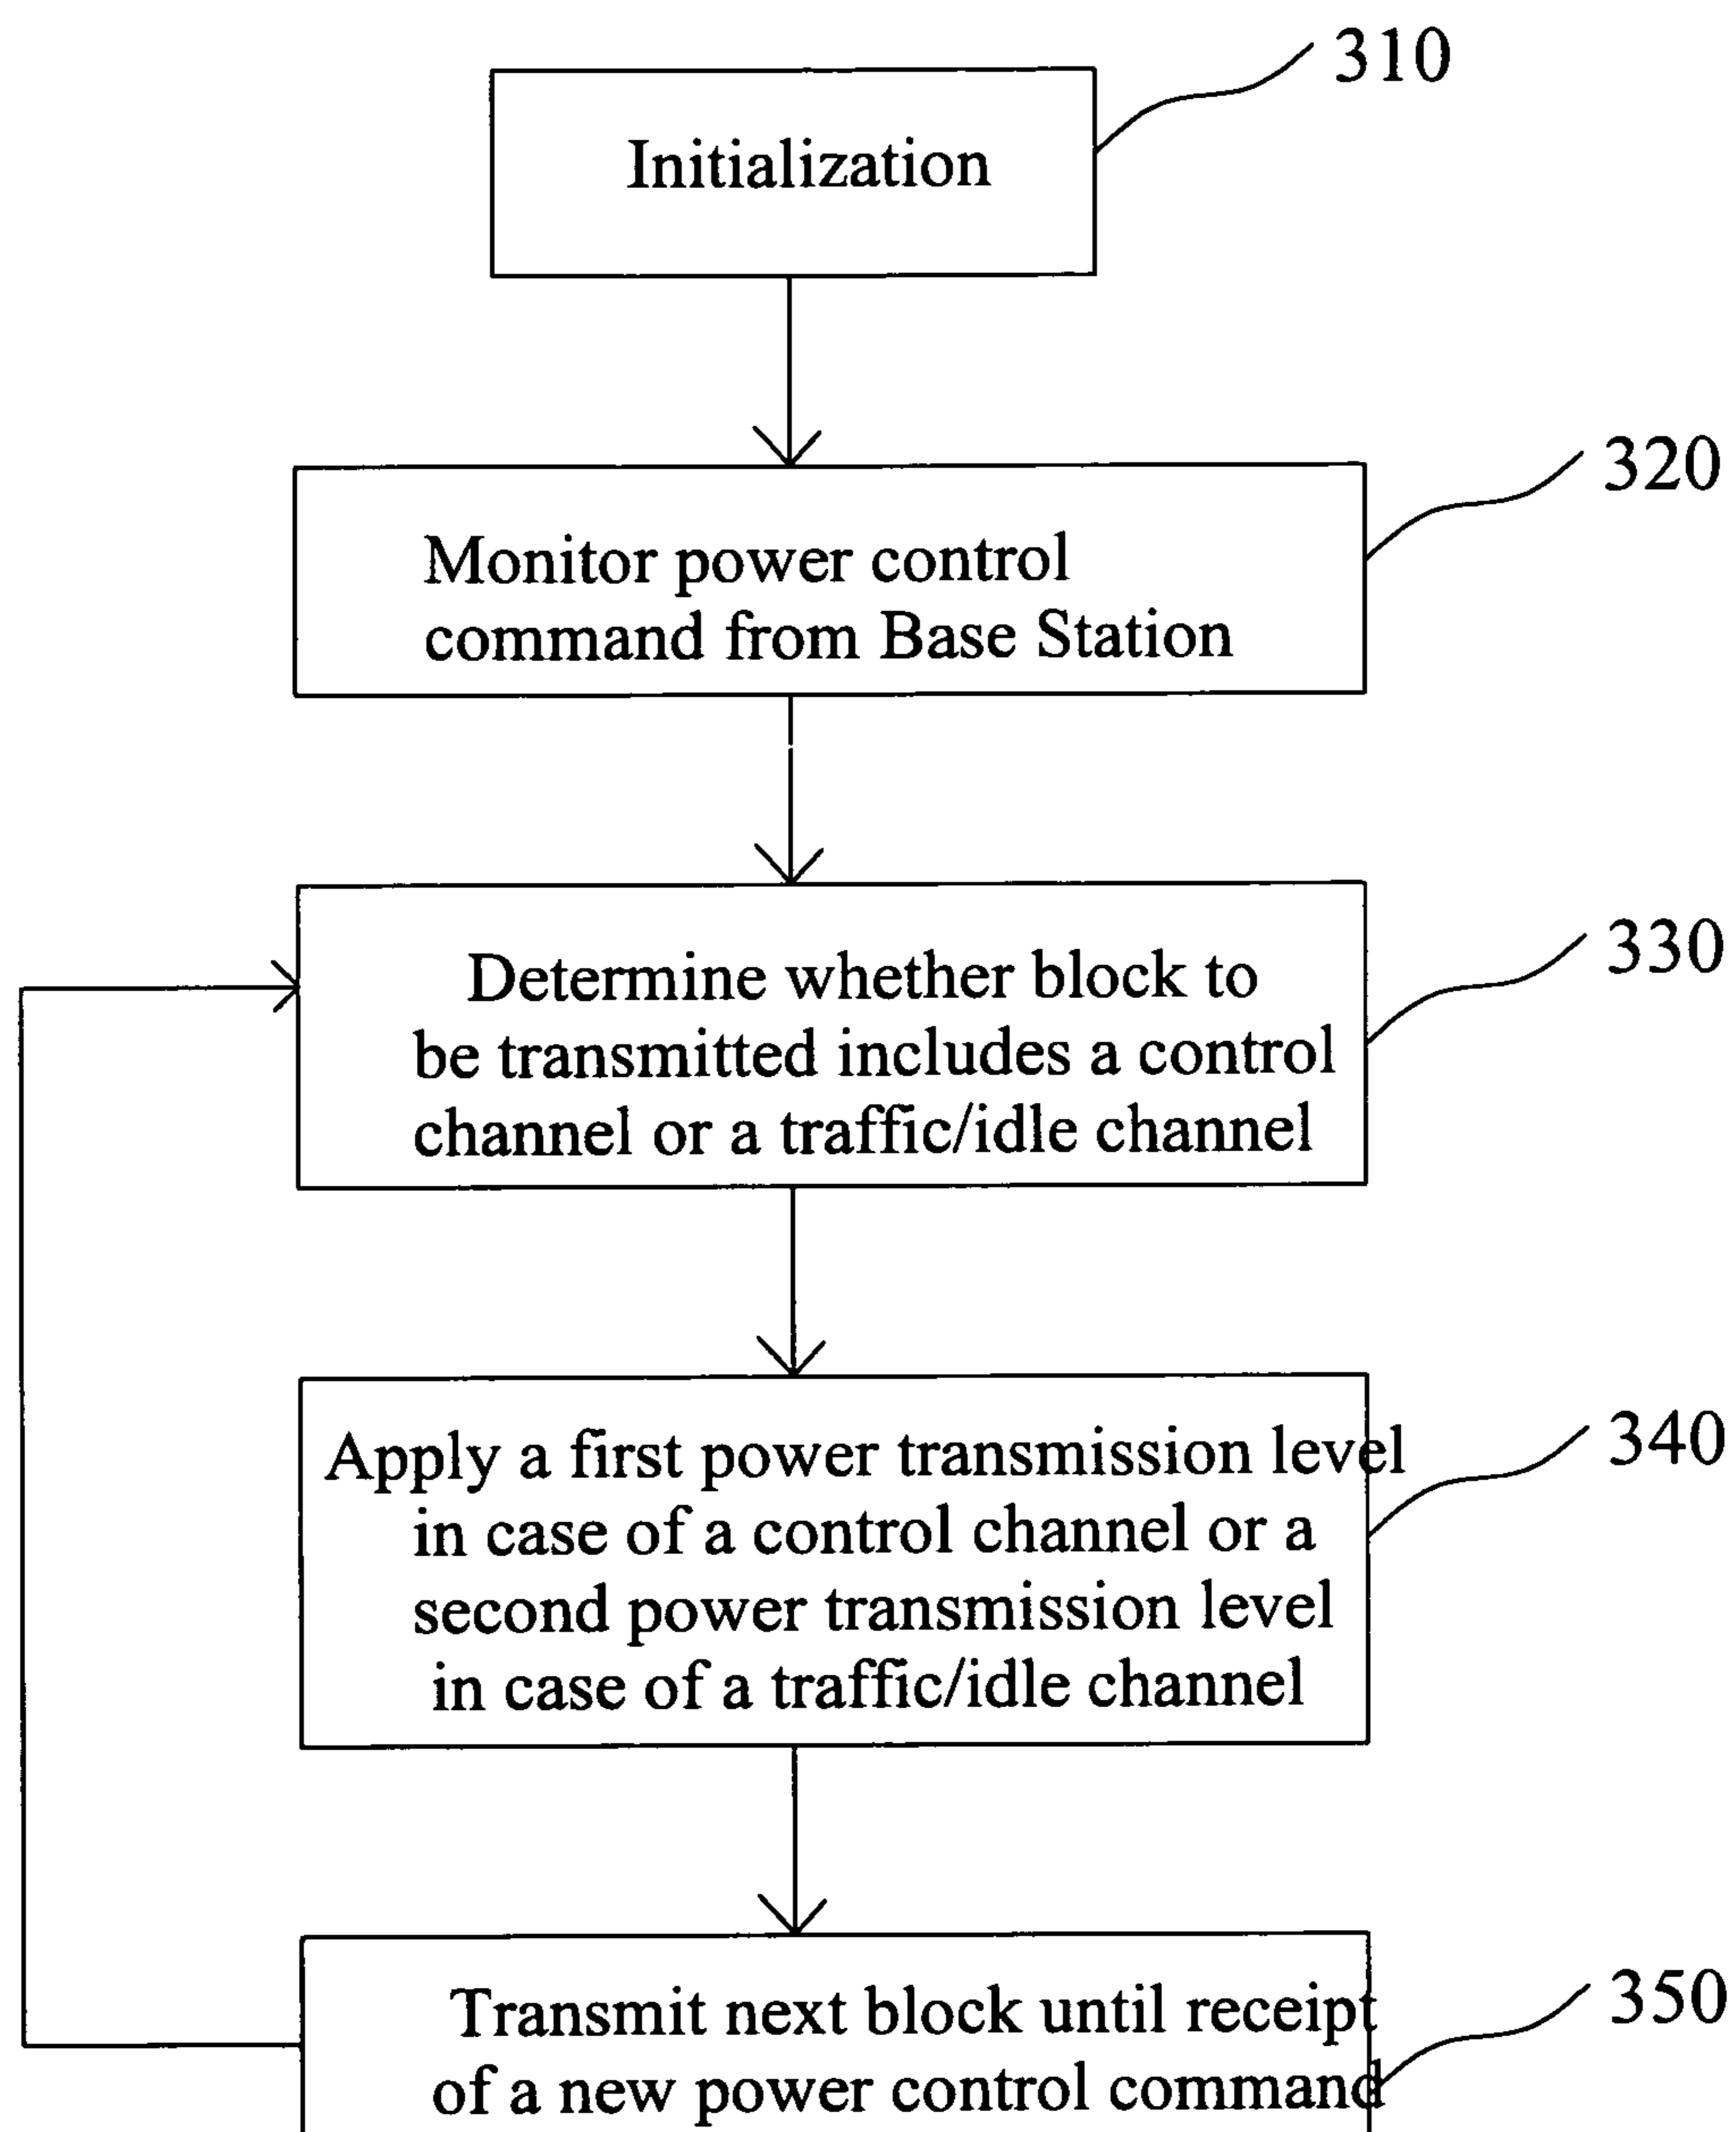 310
Initialization
320
Monitor power control
command from Base Station
330
Determine whether block to
be transmitted includes a control
channel or a traffic/idle channel
340
Apply a first power transmission level
in case of a control channel or a
second power transmission level
in case of a traffic/idle channel
350
Transmit next block until receipt
of a new power control command